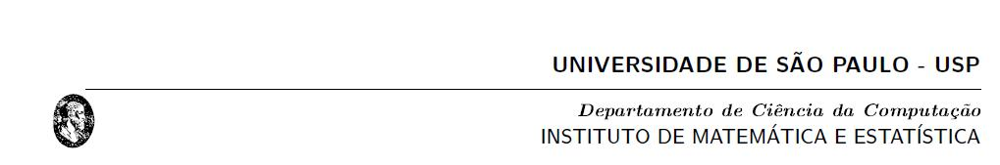 UNIVERSIDADE DE SÃO PAULO - USP
Departamento de Ciência da Computação
INSTITUTO DE MATEMÁTICA E ESTATÍSTICA